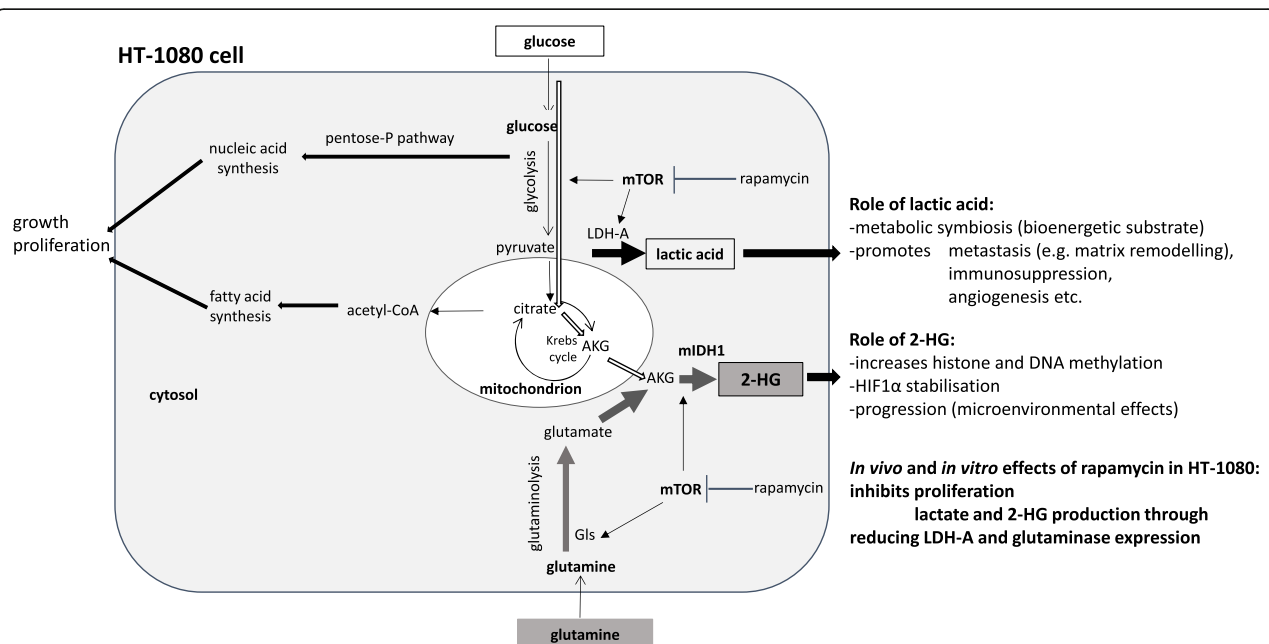 glucose
HT-1080 cell
glucose
pentose-P pathway
nucleic acid
synthesis
glycolysis
mTOR
rapamycin
growth
proliferation
LDH-A
pyruvate
lactic acid
Role of lactic acid:
-metabolic symbiosis (bioenergetic substrate)
-promotes metastasis (e.g. matrix remodelling),
immunosuppression,
angiogenesis etc.
fatty acid
synthesis
acetyl-CoA
citrate
Krebs
cycle
AKG
mitochondrion
cytosol
AKG
mIDH1
2-HG
Role of 2-HG:
-increases histone and DNA methylation
-HIF1α stabilisation
-progression (microenvironmental effects)
glutamate
glutaminolysis
mTOR
rapamycin
Gls
glutamine
glutamine
In vivo and in vitro effects of rapamycin in HT-1080:
inhibits proliferation
lactate and 2-HG production through
reducing LDH-A and glutaminase expression